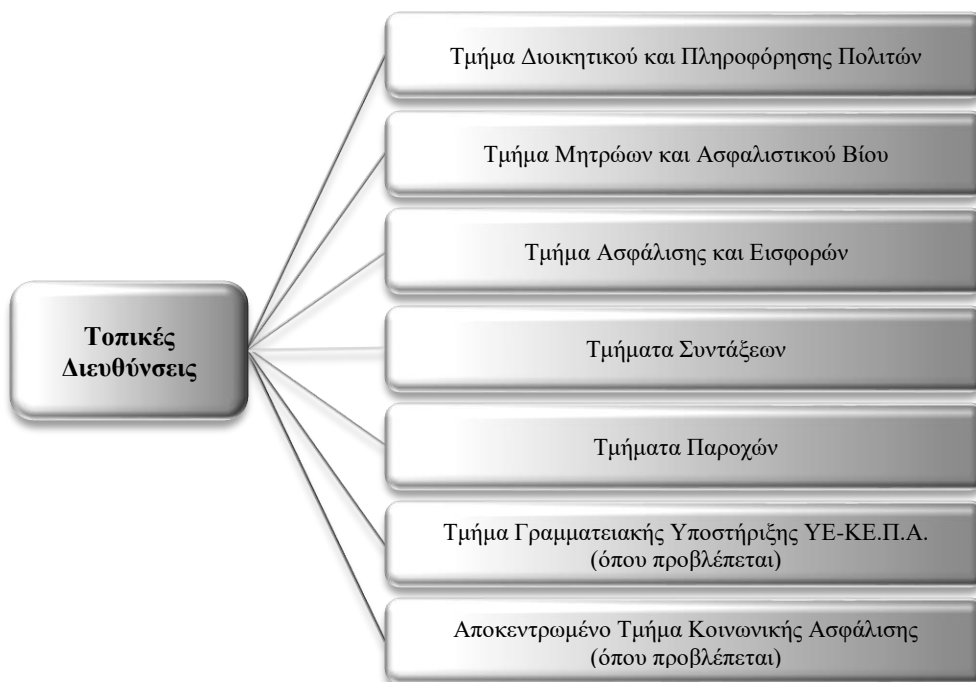 Τμήμα Διοικητικού και Πληροφόρησης Πολιτών
Τμήμα Μητρώων και Ασφαλιστικού Βίου
Τμήμα Ασφάλισης και Εισφορών
Τοπικές
Διευθύνσεις
Τμήματα Συντάξεων
Τμήματα Παροχών
Τμήμα Γραμματειακής Υποστήριξης ΥΕ-ΚΕ.Π.Α.
(όπου προβλέπεται)
Αποκεντρωμένο Τμήμα Κοινωνικής Ασφάλισης
(όπου προβλέπεται)